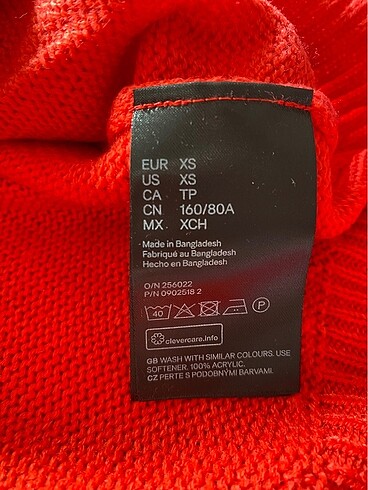 EUR XS
US XS
CA TP
CN 160/80A
MX XCH
Made in Bangladesh
Fabriqué au Bangladesh
Hecho en Bangladesh
O/N 256022
P/N 0902518 2
40 P
clevercare.info
GB WASH WITH SIMILAR COLOURS. USE
SOFTENER. 100% ACRYLIC.
CZ PERTE S PODOBNÝMI BARVAMI.